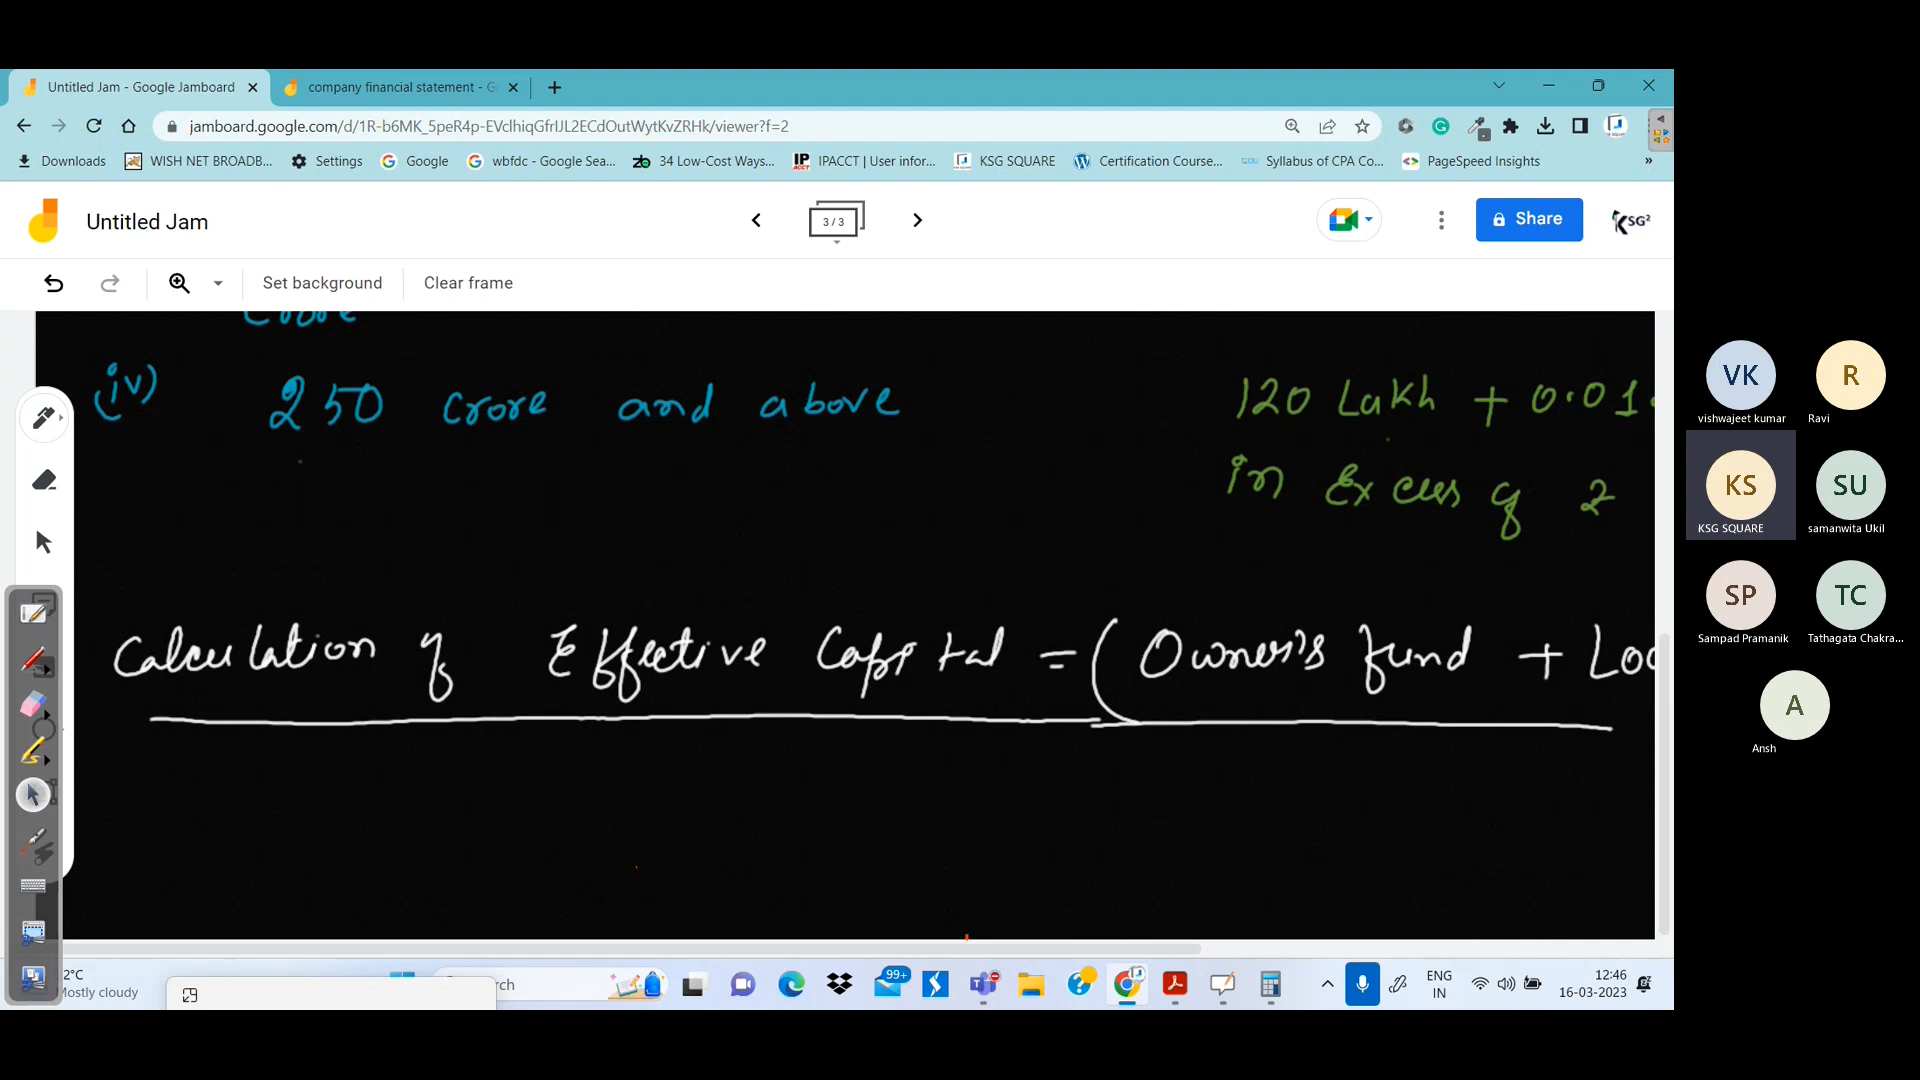 Untitled Jam - Google Jamboard
company financial statement - G
jamboard.google.com/d/1R-b6MK_5peR4p-EVclhiqGfrIJL2ECdOutWytKvZRHk/viewer?f=2
Downloads WISH NET BROADB... Settings Google wbfdc - Google Sea... 34 Low-Cost Ways... IPACCT | User infor... KSG SQUARE Certification Course... Syllabus of CPA Co... PageSpeed Insights »
Untitled Jam
3 / 3
Share
KSG²
Set background
Clear frame
(iv) 250 crore and above
120 Lakh + 0.01
in Excess of 2
Calculation of Effective Capital = ( Owner's fund + Loa
VK
vishwajeet kumar
R
Ravi
KS
KSG SQUARE
SU
samanwita Ukil
SP
Sampad Pramanik
TC
Tathagata Chakra...
A
Ansh
2°C
Mostly cloudy
rch
99+
ENG
IN
12:46
16-03-2023